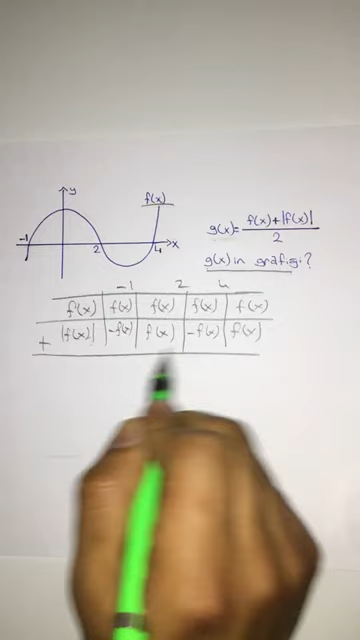 y
f(x)
-1 2 4 x
g(x)= f(x)+|f(x)| / 2
g(x) in grafiği?
-1 2 4
f(x) f(x) f(x) f(x) f(x)
+ |f(x)| -f(x) f(x) -f(x) f(x)